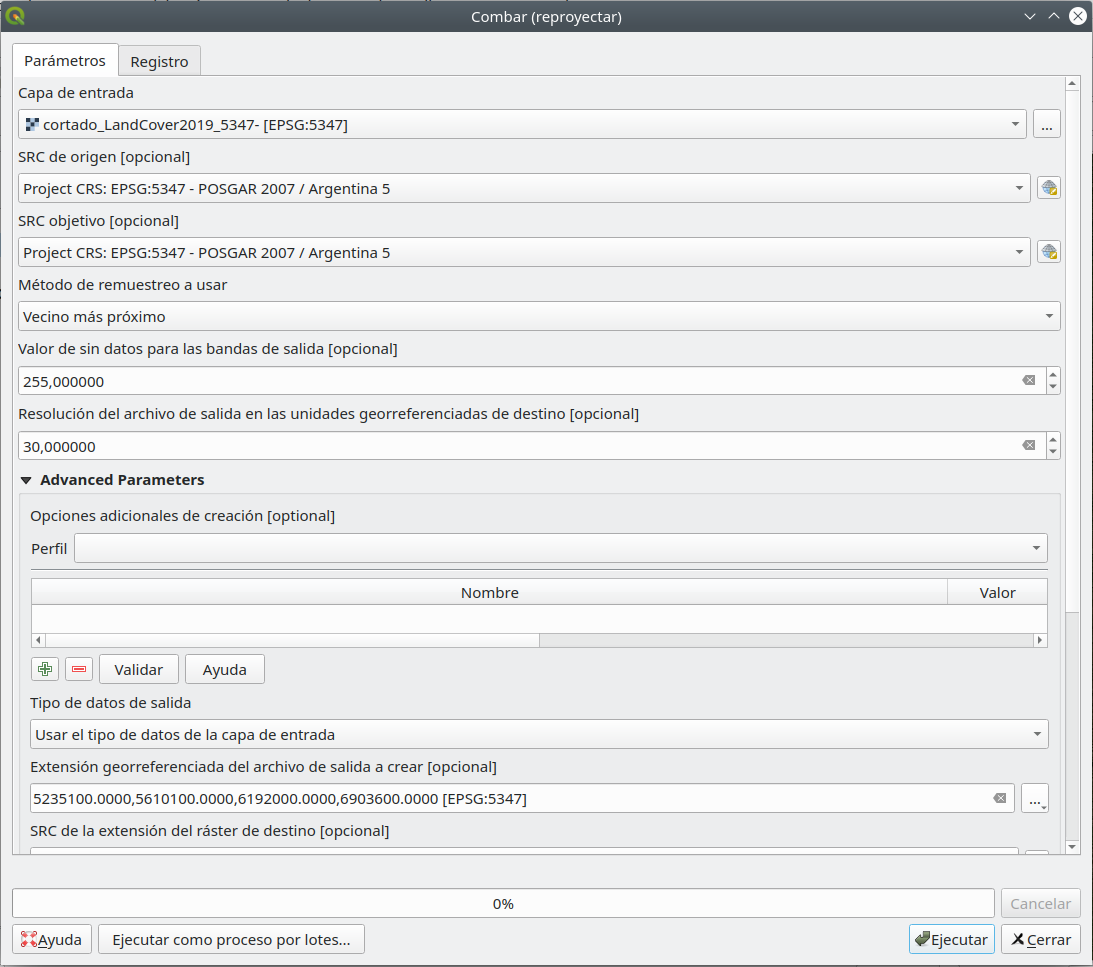 Combar (reproyectar)
Parámetros
Registro
Capa de entrada
cortado_LandCover2019_5347- [EPSG:5347]
...
SRC de origen [opcional]
Project CRS: EPSG:5347 - POSGAR 2007 / Argentina 5
SRC objetivo [opcional]
Project CRS: EPSG:5347 - POSGAR 2007 / Argentina 5
Método de remuestreo a usar
Vecino más próximo
Valor de sin datos para las bandas de salida [opcional]
255,000000
Resolución del archivo de salida en las unidades georreferenciadas de destino [opcional]
30,000000
Advanced Parameters
Opciones adicionales de creación [optional]
Perfil
Nombre
Valor
Validar
Ayuda
Tipo de datos de salida
Usar el tipo de datos de la capa de entrada
Extensión georreferenciada del archivo de salida a crear [opcional]
5235100.0000,5610100.0000,6192000.0000,6903600.0000 [EPSG:5347]
...
SRC de la extensión del ráster de destino [opcional]
0%
Cancelar
Ayuda
Ejecutar como proceso por lotes...
Ejecutar
Cerrar